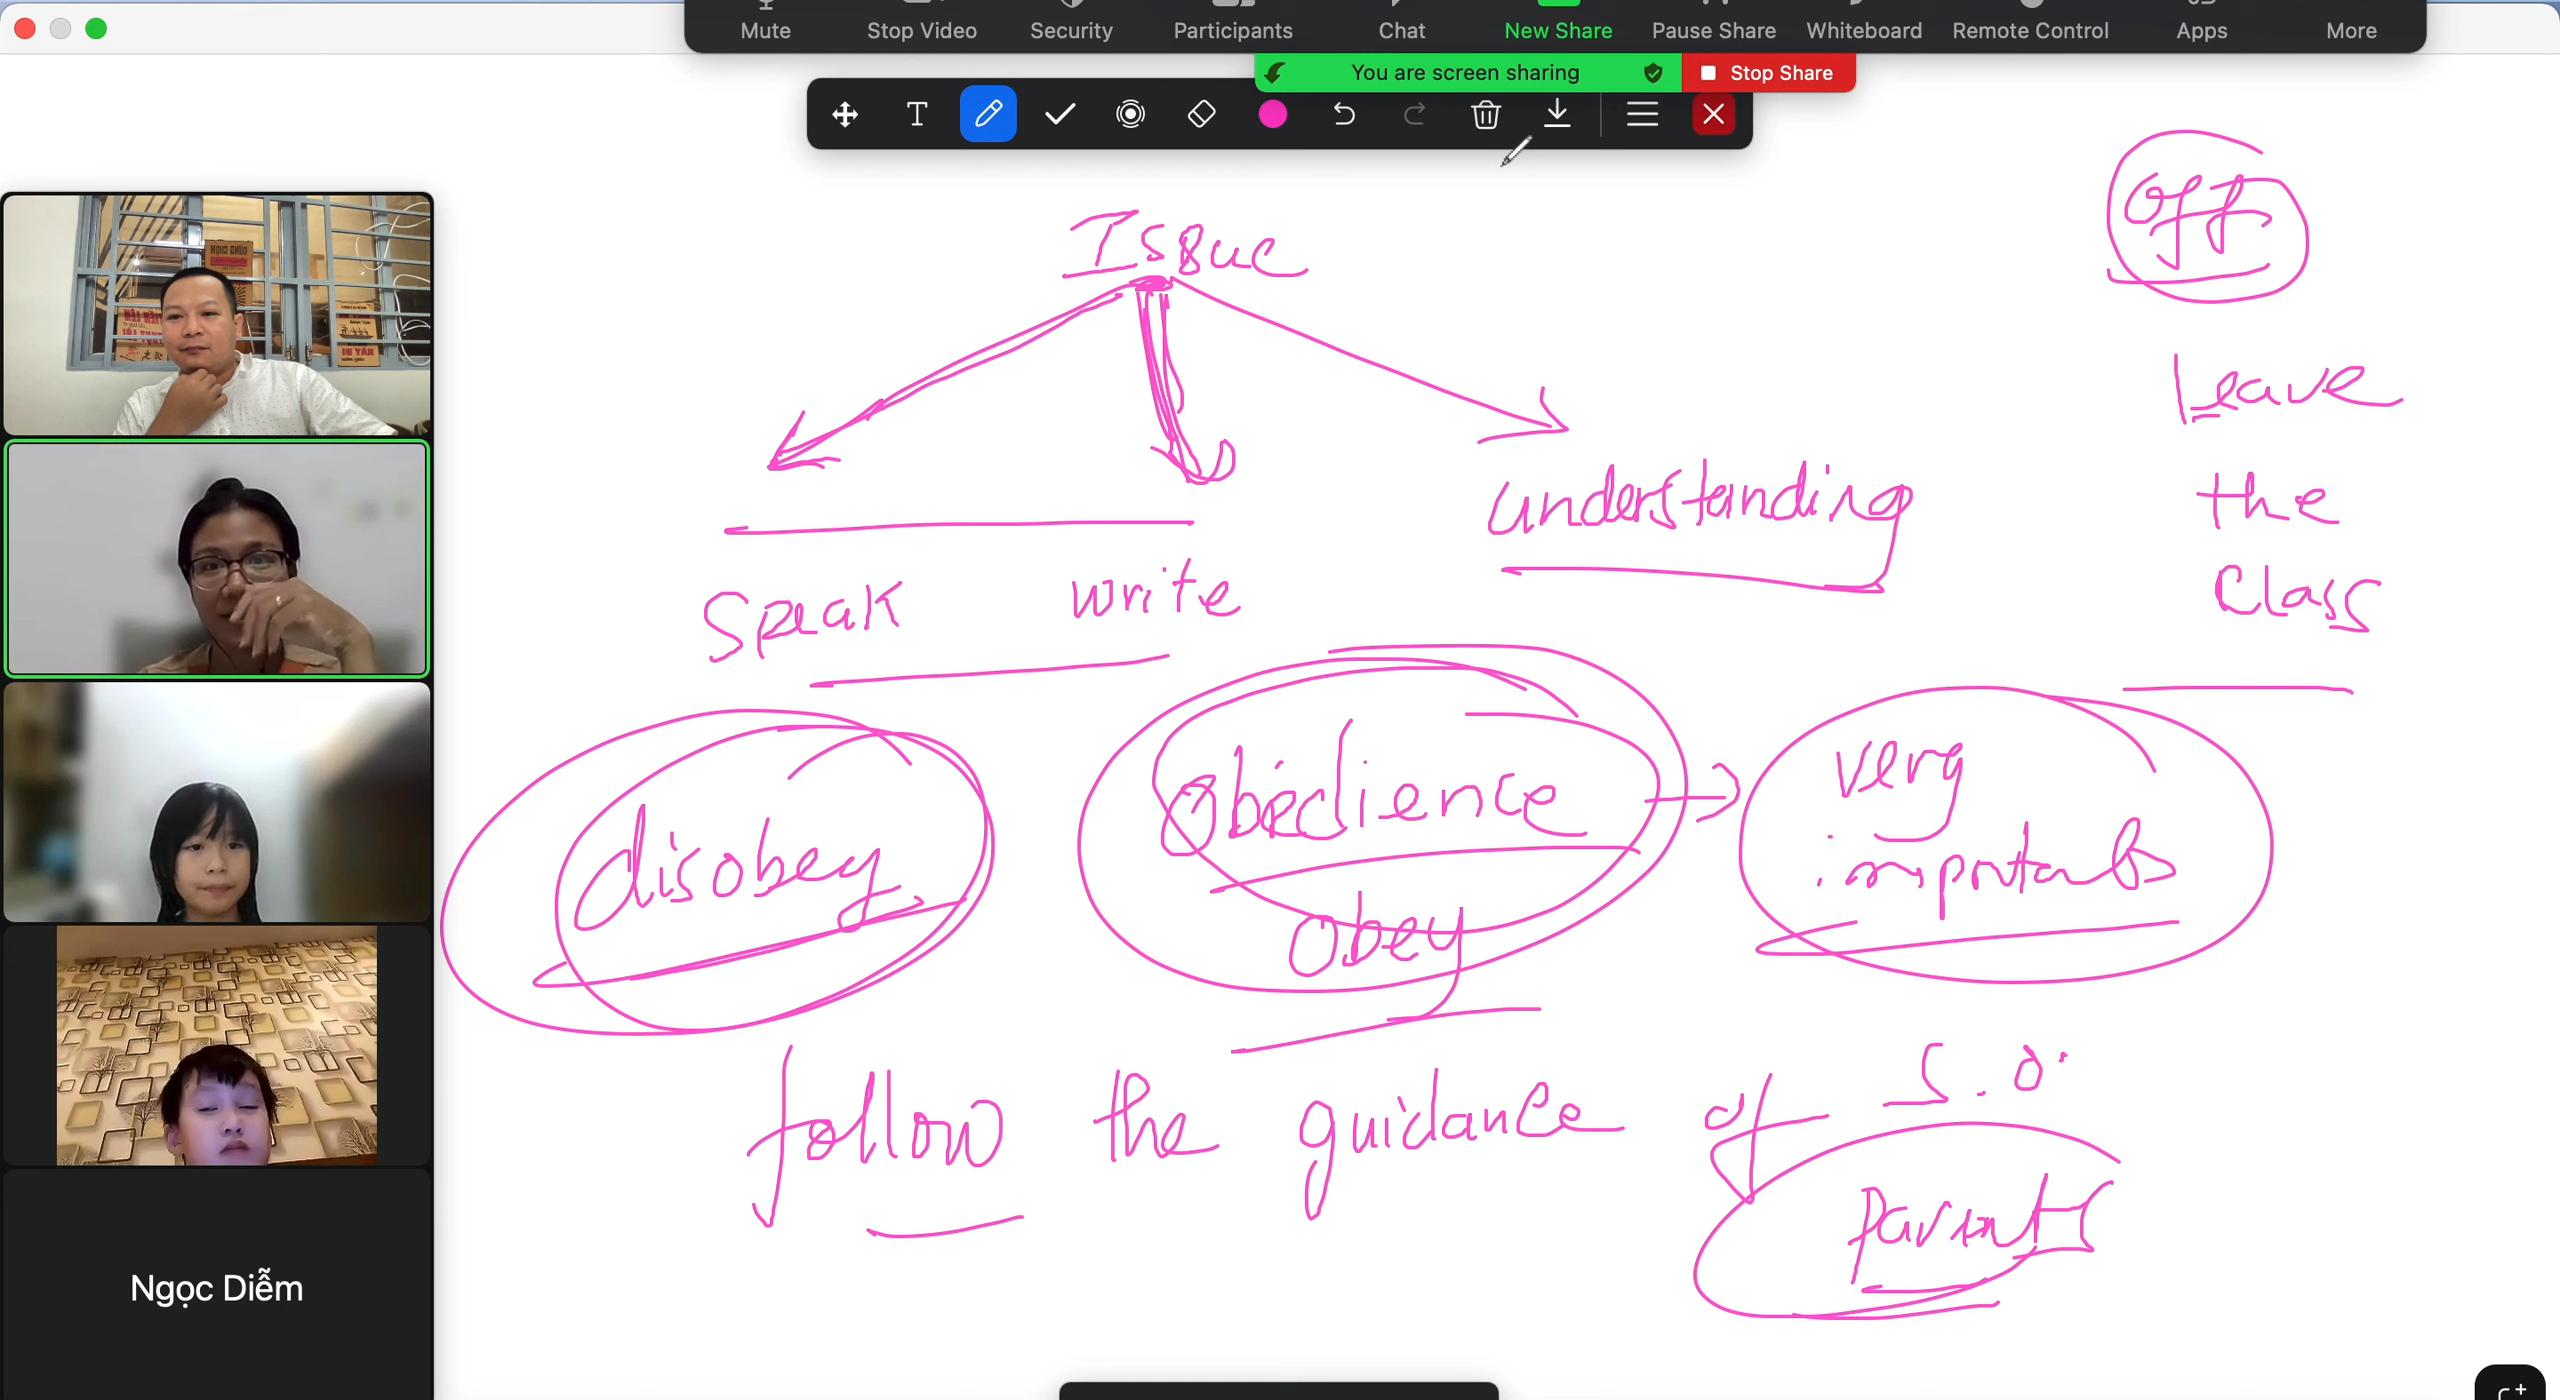 Mute Stop Video Security Participants Chat New Share Pause Share Whiteboard Remote Control Apps More
You are screen sharing Stop Share
T
Issue
off
Leave
the
Class
understanding
Speak write
disobey
obedience
obey
very
follow the guidance of S.O.
Parents
Ngọc Diễm